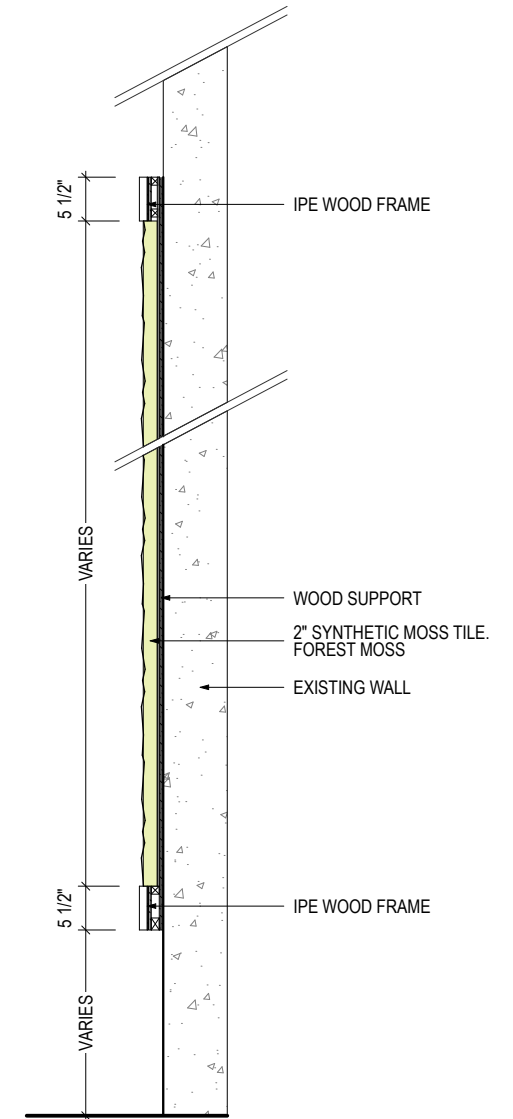 5 1/2"
IPE WOOD FRAME
VARIES
WOOD SUPPORT
2" SYNTHETIC MOSS TILE.
FOREST MOSS
EXISTING WALL
5 1/2"
IPE WOOD FRAME
VARIES